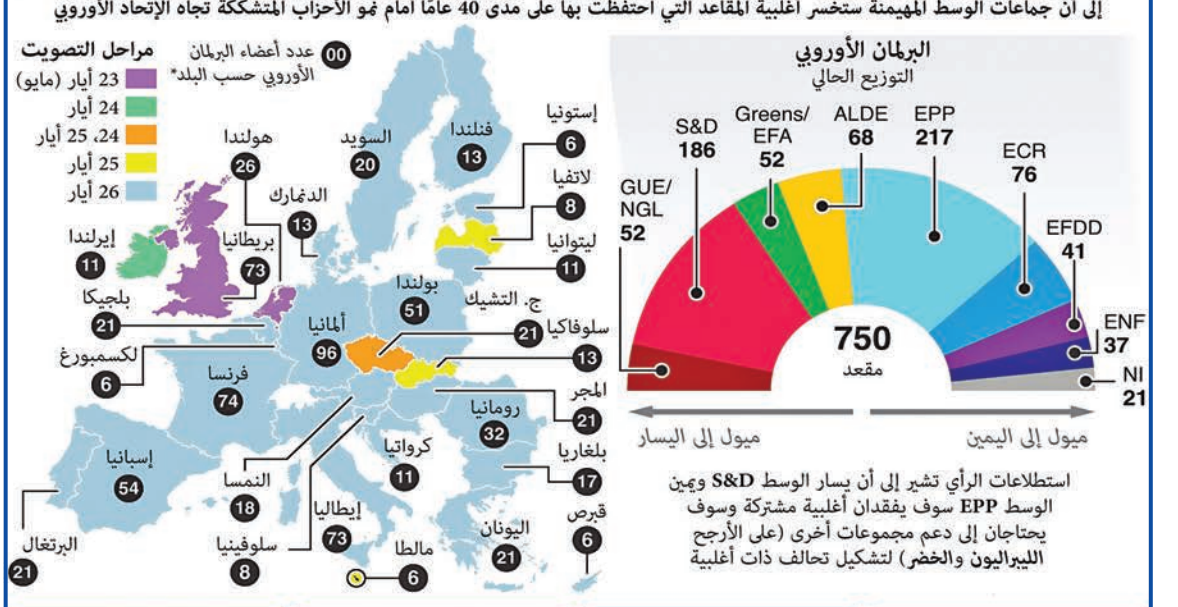 إلى أن جماعات الوسط المهيمنة ستخسر أغلبية المقاعد التي احتفظت بها على مدى 40 عامًا أمام نمو الأحزاب المتشككة تجاه الإتحاد الأوروبي
مراحل التصويت
23 أيار (مايو)
24 أيار
24، 25 أيار
25 أيار
26 أيار
00 عدد أعضاء البرلمان
الأوروبي حسب البلد*
إستونيا
6
فنلندا
13
السويد
20
هولندا
26
لاتفيا
8
الدنمارك
13
ليتوانيا
11
إيرلندا
11
بريطانيا
73
بولندا
51
ج. التشيك
21
بلجيكا
21
ألمانيا
96
سلوفاكيا
13
لكسمبورغ
6
فرنسا
74
المجر
21
رومانيا
32
إسبانيا
54
النمسا
18
كرواتيا
11
بلغاريا
17
البرتغال
21
سلوفينيا
8
إيطاليا
73
مالطا
6
اليونان
21
قبرص
6
البرلمان الأوروبي
التوزيع الحالي
GUE/
NGL
52
S&D
186
Greens/
EFA
52
ALDE
68
EPP
217
ECR
76
EFDD
41
ENF
37
NI
21
750
مقعد
ميول إلى اليمين
ميول إلى اليسار
استطلاعات الرأي تشير إلى أن يسار الوسط S&D ويمين
الوسط EPP سوف يفقدان أغلبية مشتركة وسوف
يحتاجان إلى دعم مجموعات أخرى (على الأرجح
الليبراليون والخضر) لتشكيل تحالف ذات أغلبية